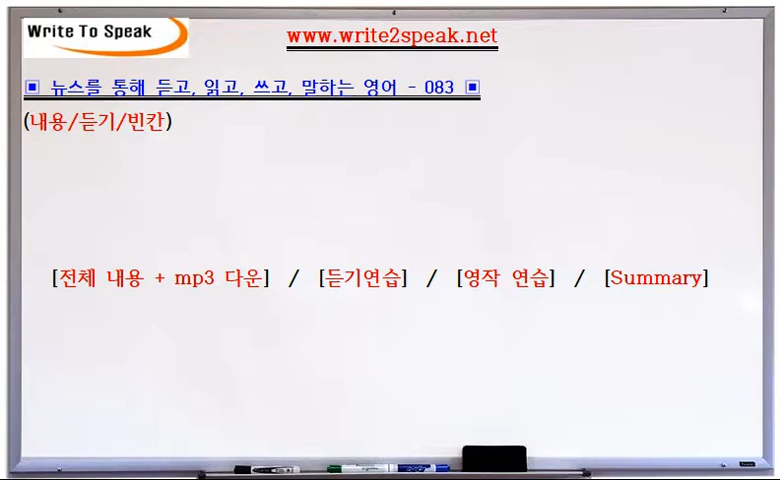 Write To Speak
www.write2speak.net
▣ 뉴스를 통해 듣고, 읽고, 쓰고, 말하는 영어 - 083 ▣
(내용/듣기/빈칸)
[전체 내용 + mp3 다운] / [듣기연습] / [영작 연습] / [Summary]